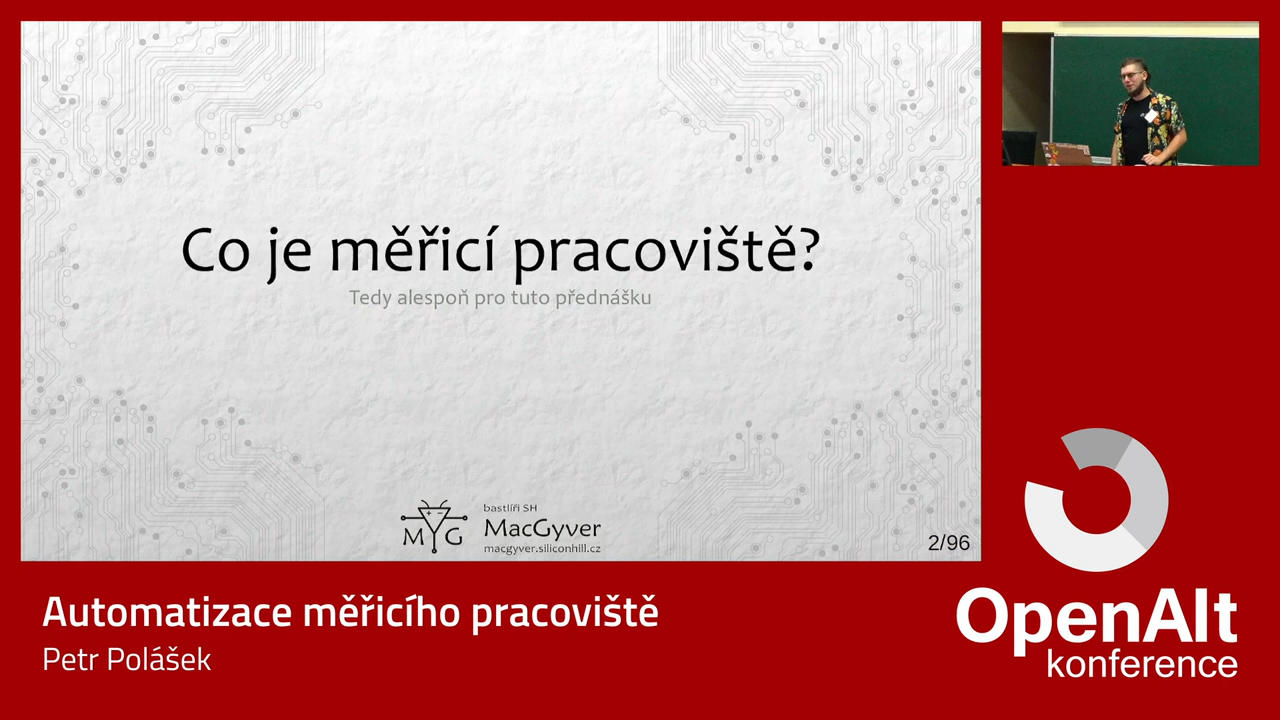 Co je měřicí pracoviště?
Tedy alespoň pro tuto přednášku
MYG
bastlíři SH
MacGyver
macgyver.siliconhill.cz
2/96
Automatizace měřicího pracoviště
Petr Polášek
OpenAlt
konference